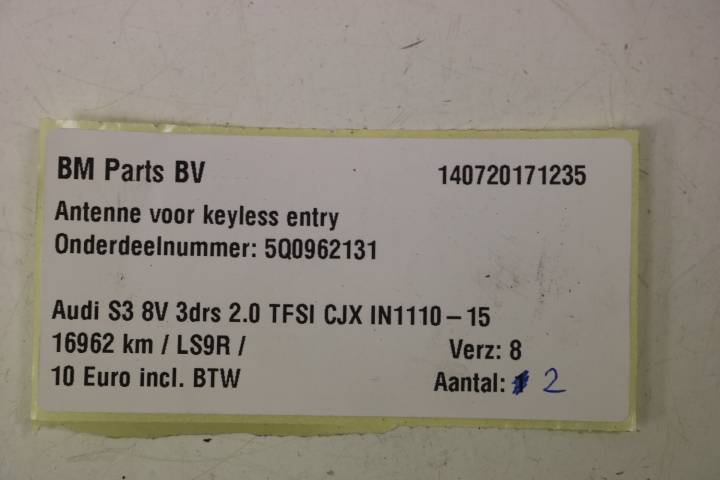 BM Parts BV 140720171235
Antenne voor keyless entry
Onderdeelnummer: 5Q0962131
Audi S3 8V 3drs 2.0 TFSI CJX IN1110-15
16962 km / LS9R / Verz: 8
10 Euro incl. BTW Aantal: 2